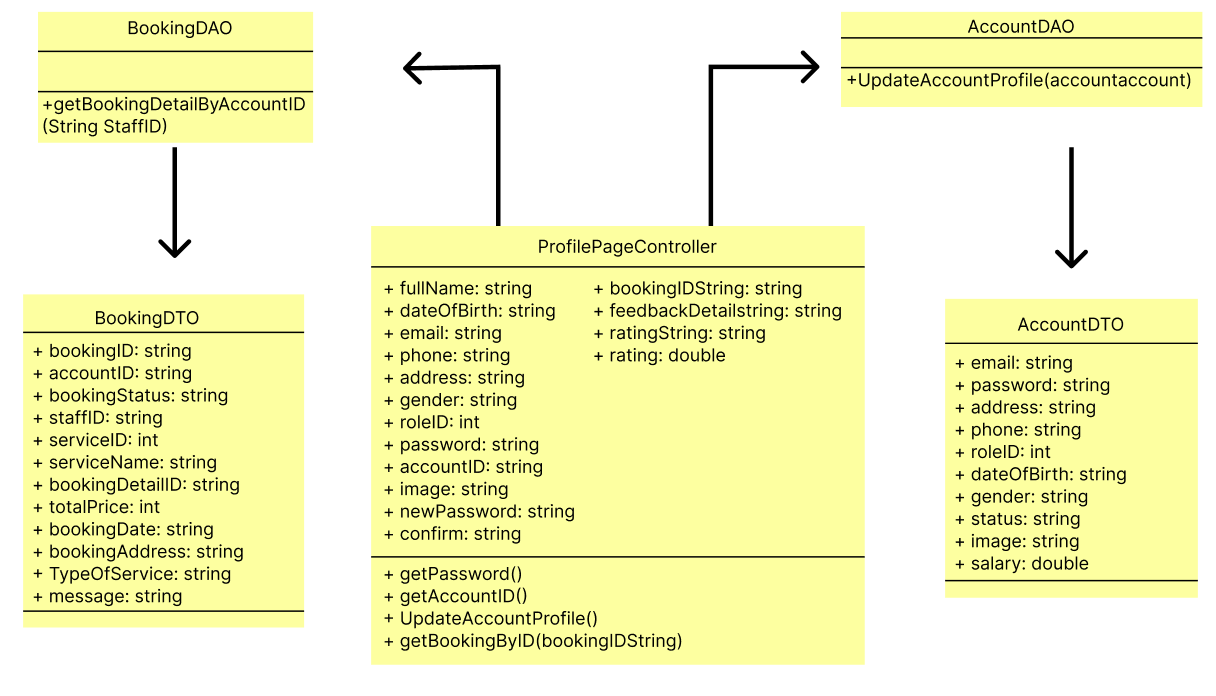 BookingDAO
+getBookingDetailByAccountID
(String StaffID)
AccountDAO
+UpdateAccountProfile(accountaccount)
ProfilePageController
+ fullName: string
+ dateOfBirth: string
+ email: string
+ phone: string
+ address: string
+ gender: string
+ roleID: int
+ password: string
+ accountID: string
+ image: string
+ newPassword: string
+ confirm: string
+ bookingIDString: string
+ feedbackDetailstring: string
+ ratingString: string
+ rating: double
+ getPassword()
+ getAccountID()
+ UpdateAccountProfile()
+ getBookingByID(bookingIDString)
BookingDTO
+ bookingID: string
+ accountID: string
+ bookingStatus: string
+ staffID: string
+ serviceID: int
+ serviceName: string
+ bookingDetailID: string
+ totalPrice: int
+ bookingDate: string
+ bookingAddress: string
+ TypeOfService: string
+ message: string
AccountDTO
+ email: string
+ password: string
+ address: string
+ phone: string
+ roleID: int
+ dateOfBirth: string
+ gender: string
+ status: string
+ image: string
+ salary: double